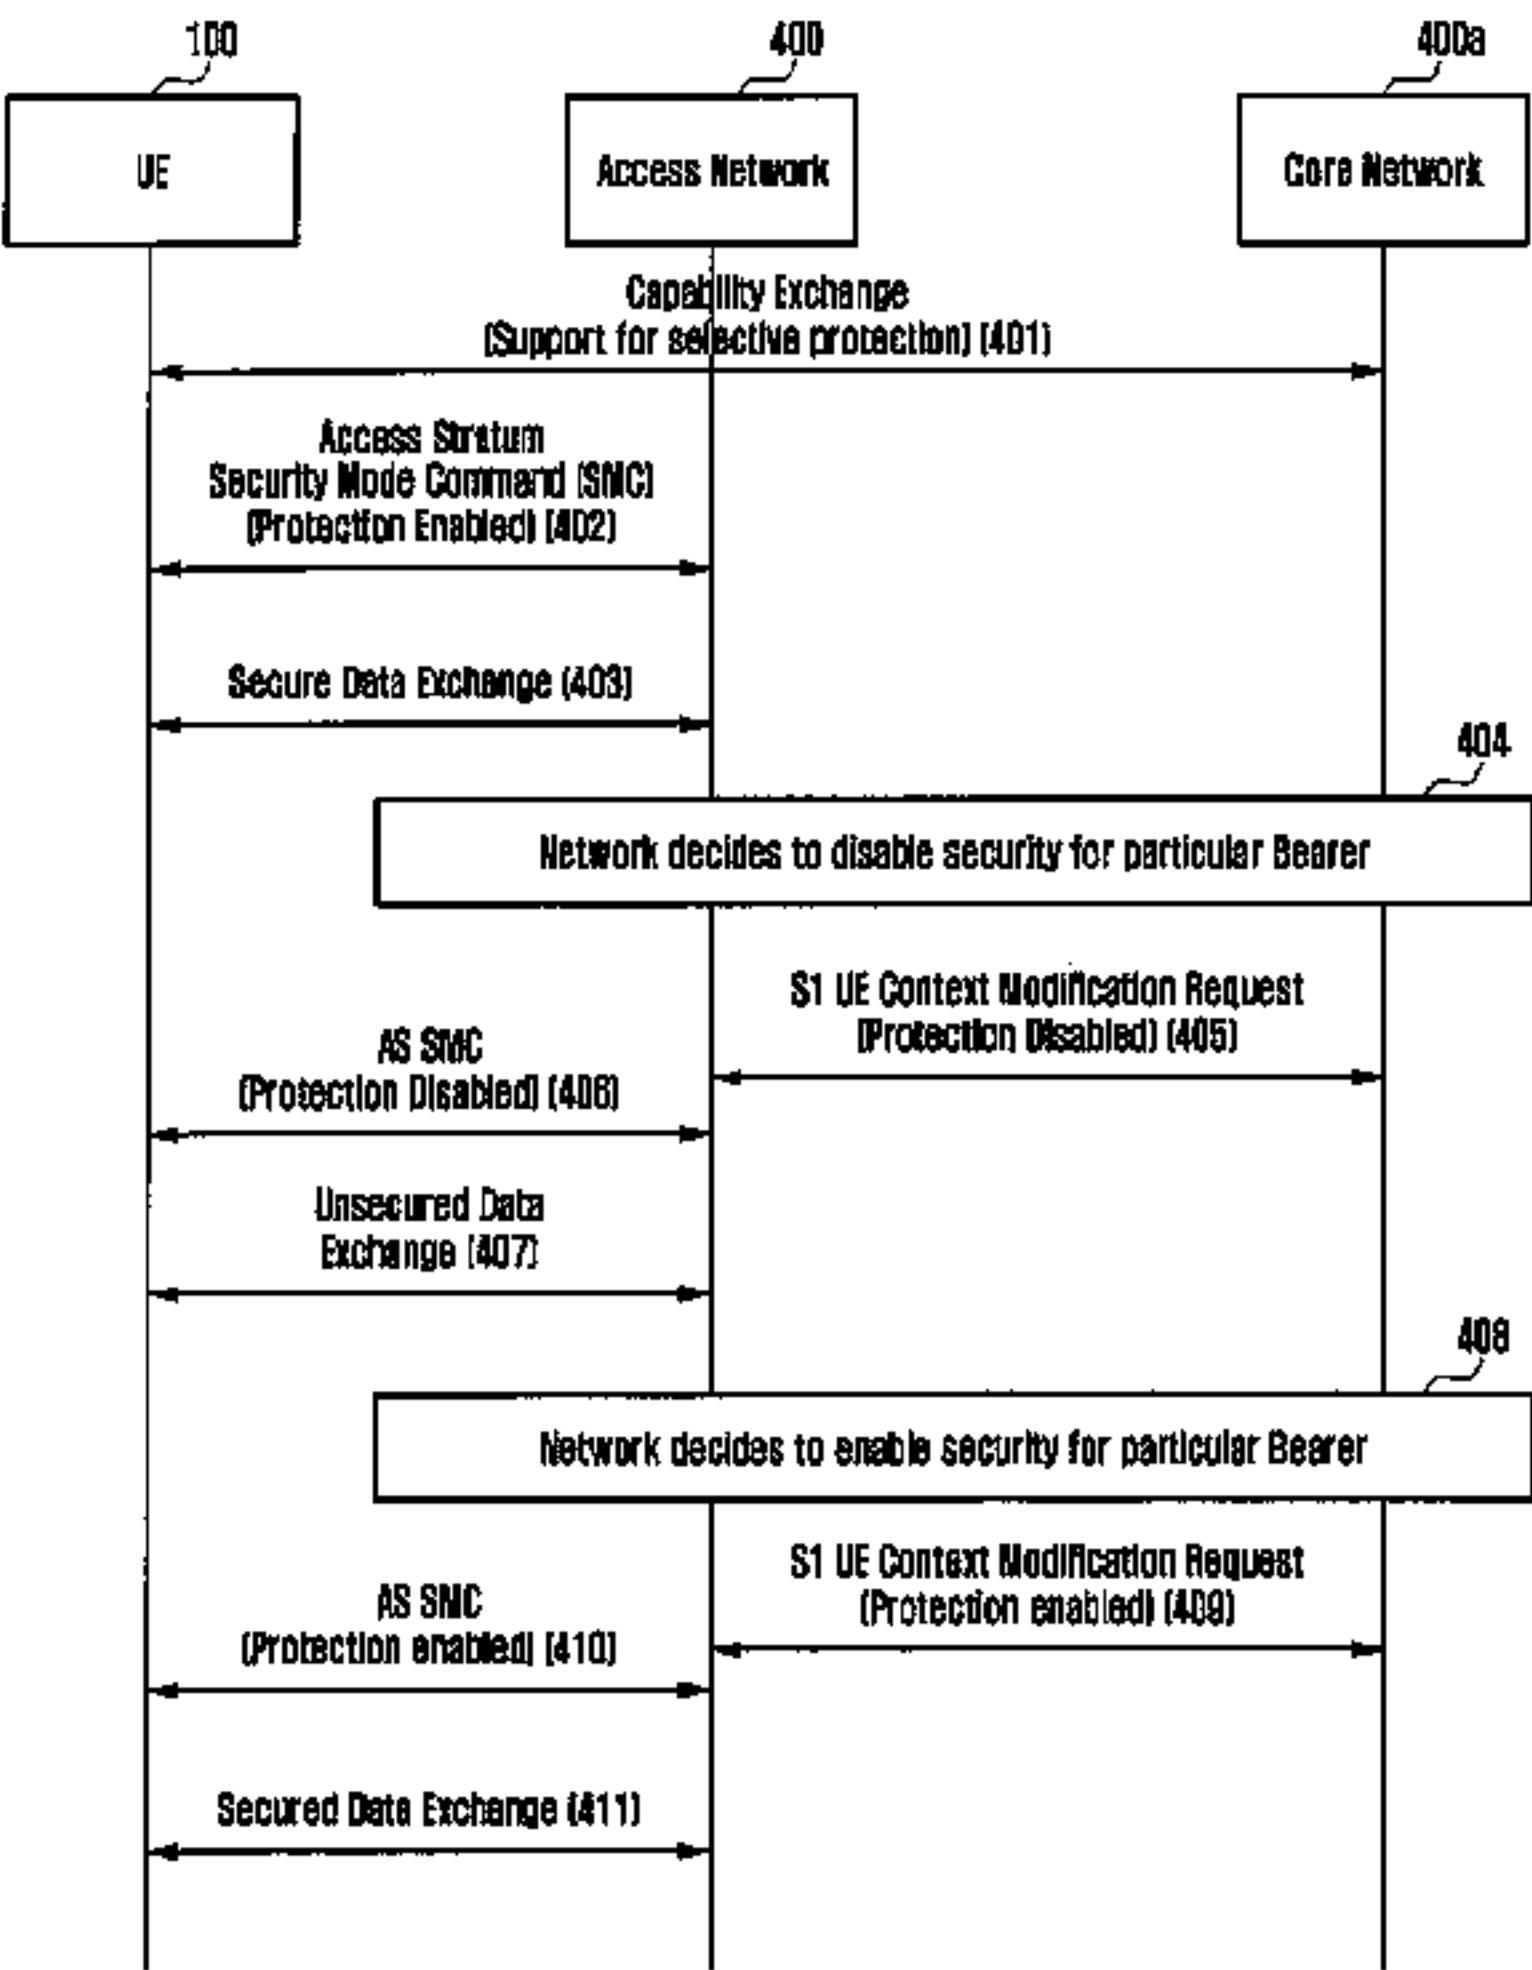 100
400
400a
UE
Access Network
Core Network
Capability Exchange
(Support for selective protection) (401)
Access Stratum
Security Mode Command (SMC)
(Protection Enabled) (402)
Secure Data Exchange (403)
404
Network decides to disable security for particular Bearer
S1 UE Context Modification Request
(Protection Disabled) (405)
AS SMC
(Protection Disabled) (406)
Unsecured Data
Exchange (407)
408
Network decides to enable security for particular Bearer
S1 UE Context Modification Request
(Protection enabled) (409)
AS SMC
(Protection enabled) (410)
Secured Data Exchange (411)